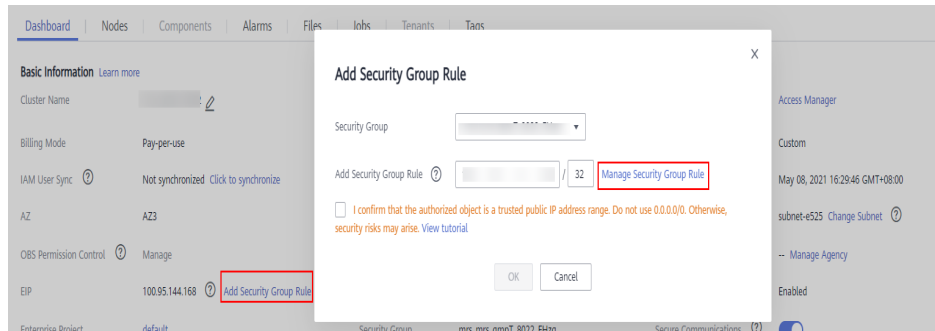 Dashboard Nodes Components Alarms Files Jobs Tenants Tags
X
Basic Information Learn more
Add Security Group Rule
Cluster Name
Access Manager
Security Group
Billing Mode Pay-per-use
Custom
IAM User Sync ? Not synchronized Click to synchronize
Add Security Group Rule ? / 32 Manage Security Group Rule
May 08, 2021 16:29:46 GMT+08:00
I confirm that the authorized object is a trusted public IP address range. Do not use 0.0.0.0/0. Otherwise,
security risks may arise. View tutorial
AZ AZ3
subnet-e525 Change Subnet ?
OBS Permission Control ? Manage
-- Manage Agency
OK Cancel
EIP 100.95.144.168 ? Add Security Group Rule
Enabled
Enterprise Project default Security Group Secure Communications ?